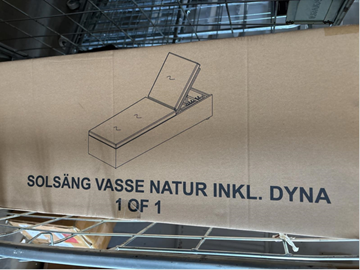 SOLSÄNG VASSE NATUR INKL. DYNA
1 OF 1